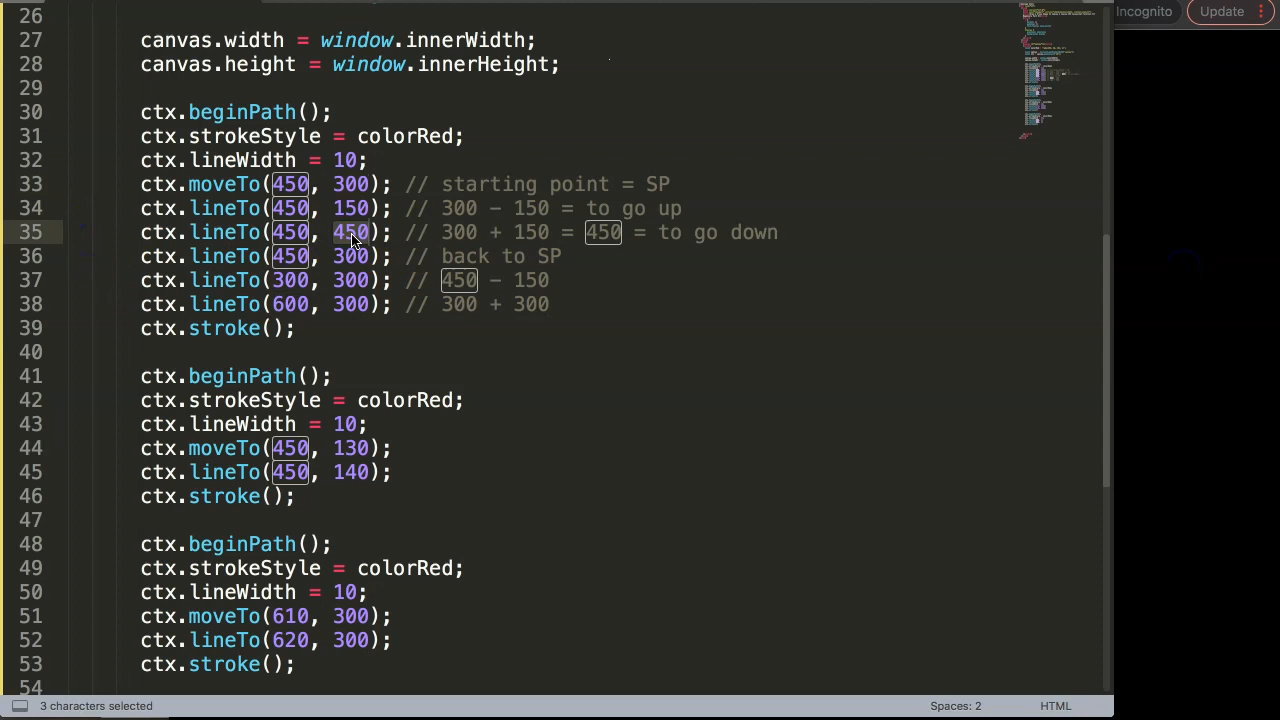 Incognito
Update
26
27 canvas.width = window.innerWidth;
28 canvas.height = window.innerHeight;
29
30 ctx.beginPath();
31 ctx.strokeStyle = colorRed;
32 ctx.lineWidth = 10;
33 ctx.moveTo(450, 300); // starting point = SP
34 ctx.lineTo(450, 150); // 300 - 150 = to go up
35 ctx.lineTo(450, 450); // 300 + 150 = 450 = to go down
36 ctx.lineTo(450, 300); // back to SP
37 ctx.lineTo(300, 300); // 450 - 150
38 ctx.lineTo(600, 300); // 300 + 300
39 ctx.stroke();
40
41 ctx.beginPath();
42 ctx.strokeStyle = colorRed;
43 ctx.lineWidth = 10;
44 ctx.moveTo(450, 130);
45 ctx.lineTo(450, 140);
46 ctx.stroke();
47
48 ctx.beginPath();
49 ctx.strokeStyle = colorRed;
50 ctx.lineWidth = 10;
51 ctx.moveTo(610, 300);
52 ctx.lineTo(620, 300);
53 ctx.stroke();
54
3 characters selected
Spaces: 2
HTML